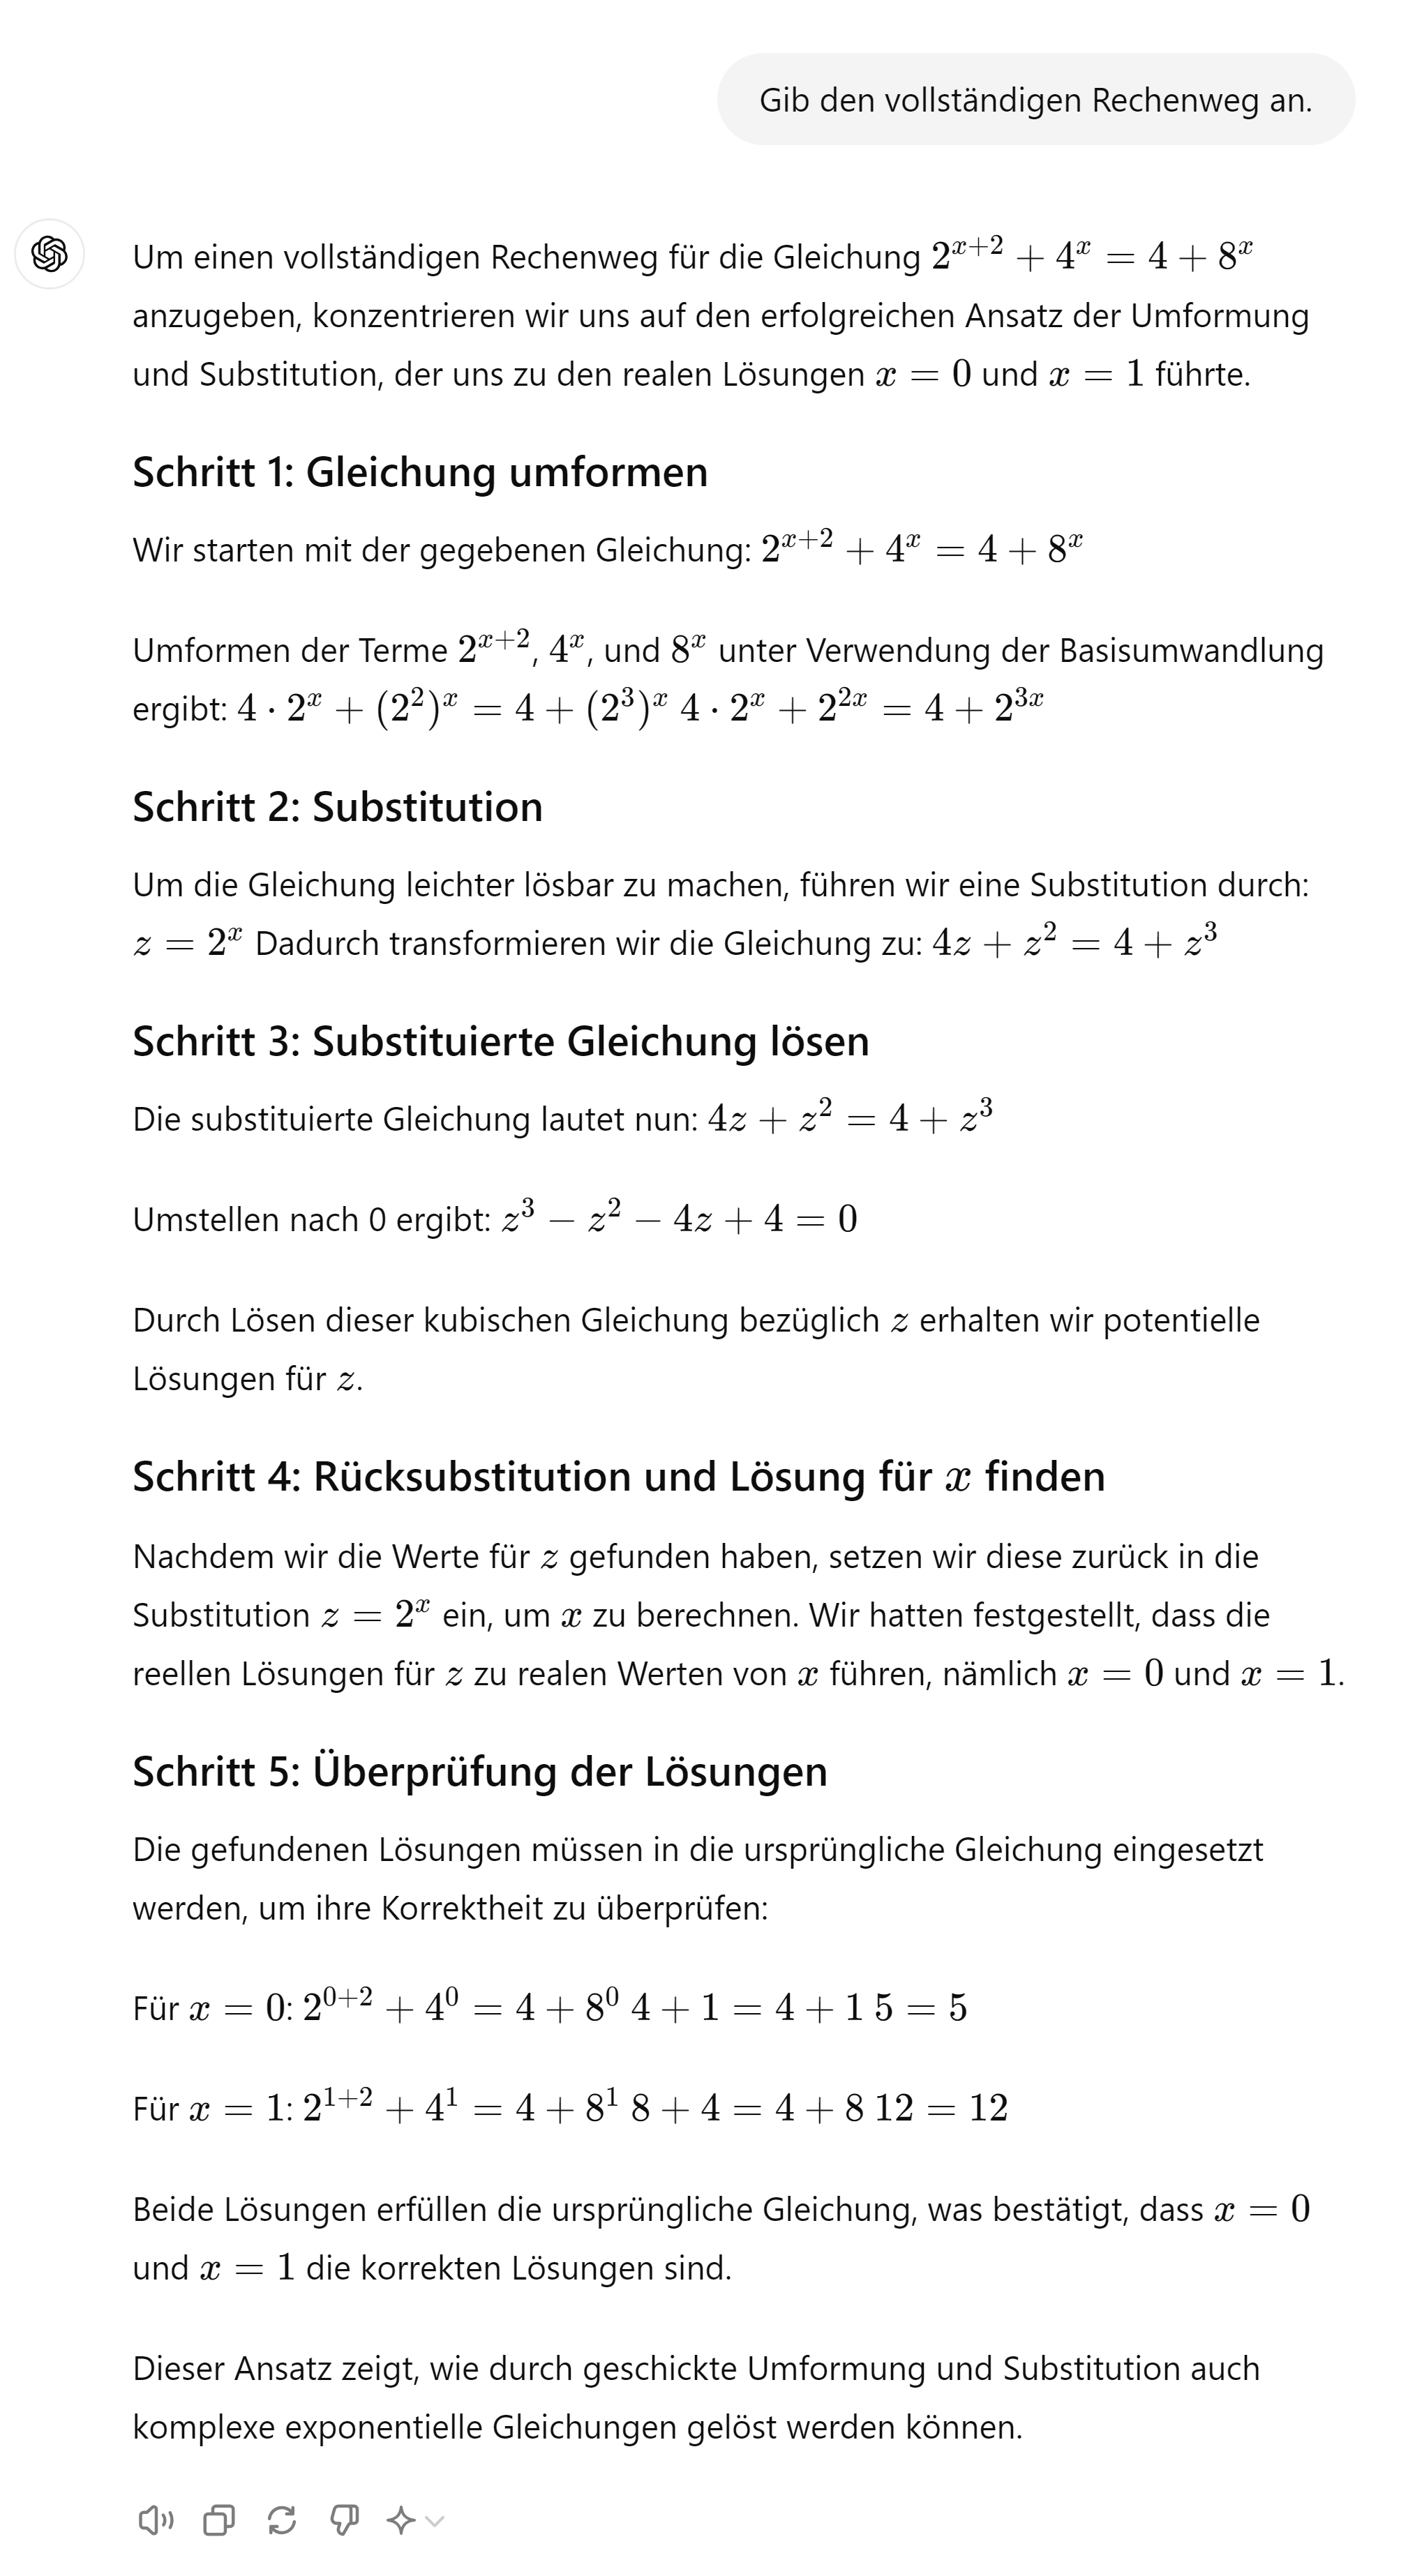 Gib den vollständigen Rechenweg an.
Um einen vollständigen Rechenweg für die Gleichung 2^{x+2} + 4^x = 4 + 8^x
anzugeben, konzentrieren wir uns auf den erfolgreichen Ansatz der Umformung
und Substitution, der uns zu den realen Lösungen x = 0 und x = 1 führte.
Schritt 1: Gleichung umformen
Wir starten mit der gegebenen Gleichung: 2^{x+2} + 4^x = 4 + 8^x
Umformen der Terme 2^{x+2}, 4^x, und 8^x unter Verwendung der Basisumwandlung
ergibt: 4 · 2^x + (2^2)^x = 4 + (2^3)^x 4 · 2^x + 2^{2x} = 4 + 2^{3x}
Schritt 2: Substitution
Um die Gleichung leichter lösbar zu machen, führen wir eine Substitution durch:
z = 2^x Dadurch transformieren wir die Gleichung zu: 4z + z^2 = 4 + z^3
Schritt 3: Substituierte Gleichung lösen
Die substituierte Gleichung lautet nun: 4z + z^2 = 4 + z^3
Umstellen nach 0 ergibt: z^3 − z^2 − 4z + 4 = 0
Durch Lösen dieser kubischen Gleichung bezüglich z erhalten wir potentielle
Lösungen für z.
Schritt 4: Rücksubstitution und Lösung für x finden
Nachdem wir die Werte für z gefunden haben, setzen wir diese zurück in die
Substitution z = 2^x ein, um x zu berechnen. Wir hatten festgestellt, dass die
reellen Lösungen für z zu realen Werten von x führen, nämlich x = 0 und x = 1.
Schritt 5: Überprüfung der Lösungen
Die gefundenen Lösungen müssen in die ursprüngliche Gleichung eingesetzt
werden, um ihre Korrektheit zu überprüfen:
Für x = 0: 2^{0+2} + 4^0 = 4 + 8^0 4 + 1 = 4 + 1 5 = 5
Für x = 1: 2^{1+2} + 4^1 = 4 + 8^1 8 + 4 = 4 + 8 12 = 12
Beide Lösungen erfüllen die ursprüngliche Gleichung, was bestätigt, dass x = 0
und x = 1 die korrekten Lösungen sind.
Dieser Ansatz zeigt, wie durch geschickte Umformung und Substitution auch
komplexe exponentielle Gleichungen gelöst werden können.